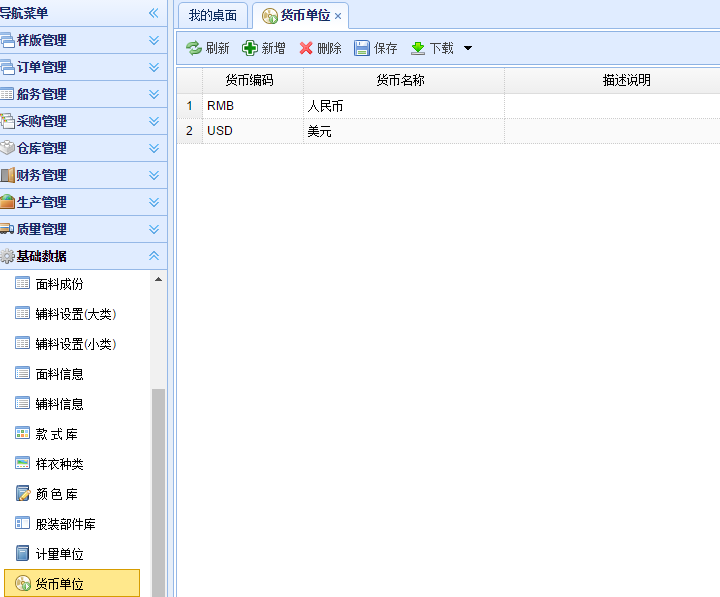 导航菜单
样版管理
订单管理
船务管理
采购管理
仓库管理
财务管理
生产管理
质量管理
基础数据
面料成份
辅料设置(大类)
辅料设置(小类)
面料信息
辅料信息
款 式 库
样衣种类
颜 色 库
股装部件库
计量单位
货币单位
我的桌面 货币单位
刷新 新增 删除 保存 下载
货币编码 货币名称 描述说明
1 RMB 人民币
2 USD 美元